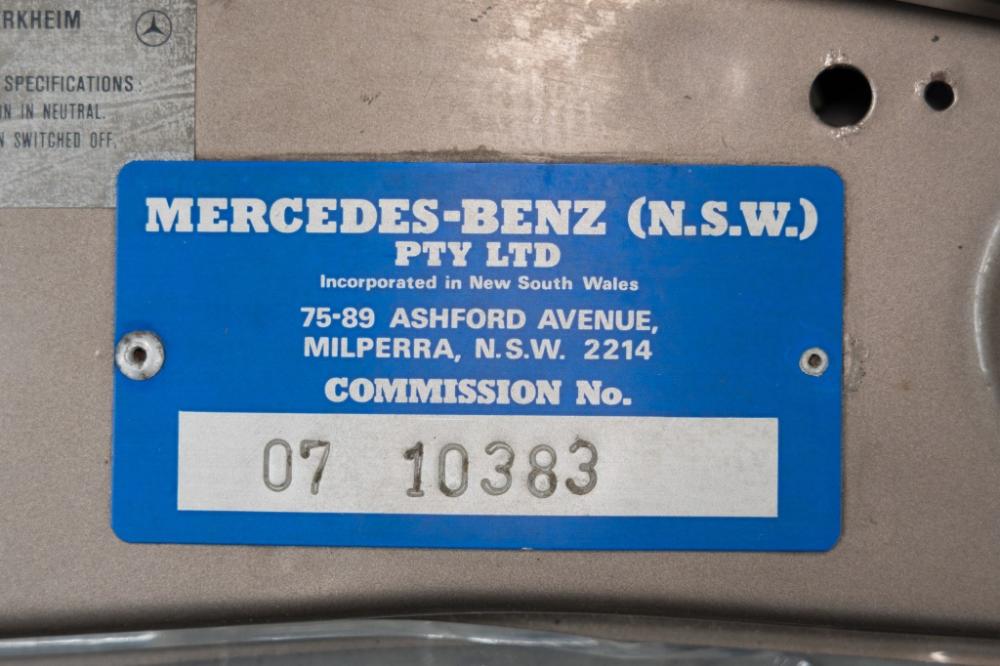 RKHEIM
SPECIFICATIONS:
IN NEUTRAL.
SWITCHED OFF.
MERCEDES-BENZ (N.S.W.)
PTY LTD
Incorporated in New South Wales
75-89 ASHFORD AVENUE,
MILPERRA, N.S.W. 2214
COMMISSION No.
07 10383